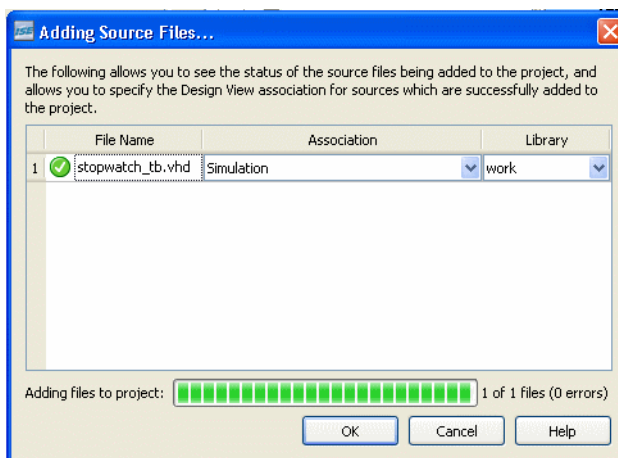 ISE Adding Source Files...
The following allows you to see the status of the source files being added to the project, and
allows you to specify the Design View association for sources which are successfully added to
the project.
File Name Association Library
1 stopwatch_tb.vhd Simulation work
Adding files to project: 1 of 1 files (0 errors)
OK Cancel Help